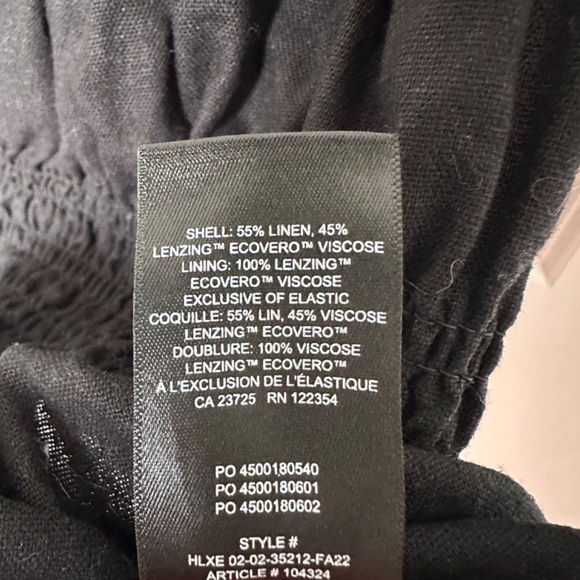 SHELL: 55% LINEN, 45%
LENZING™ ECOVERO™ VISCOSE
LINING: 100% LENZING™
ECOVERO™ VISCOSE
EXCLUSIVE OF ELASTIC
COQUILLE: 55% LIN, 45% VISCOSE
LENZING™ ECOVERO™
DOUBLURE: 100% VISCOSE
LENZING™ ECOVERO™
À L'EXCLUSION DE L'ÉLASTIQUE
CA 23725 RN 122354
PO 4500180540
PO 4500180601
PO 4500180602
STYLE #
HLXE 02-02-35212-FA22
ARTICLE # 104324